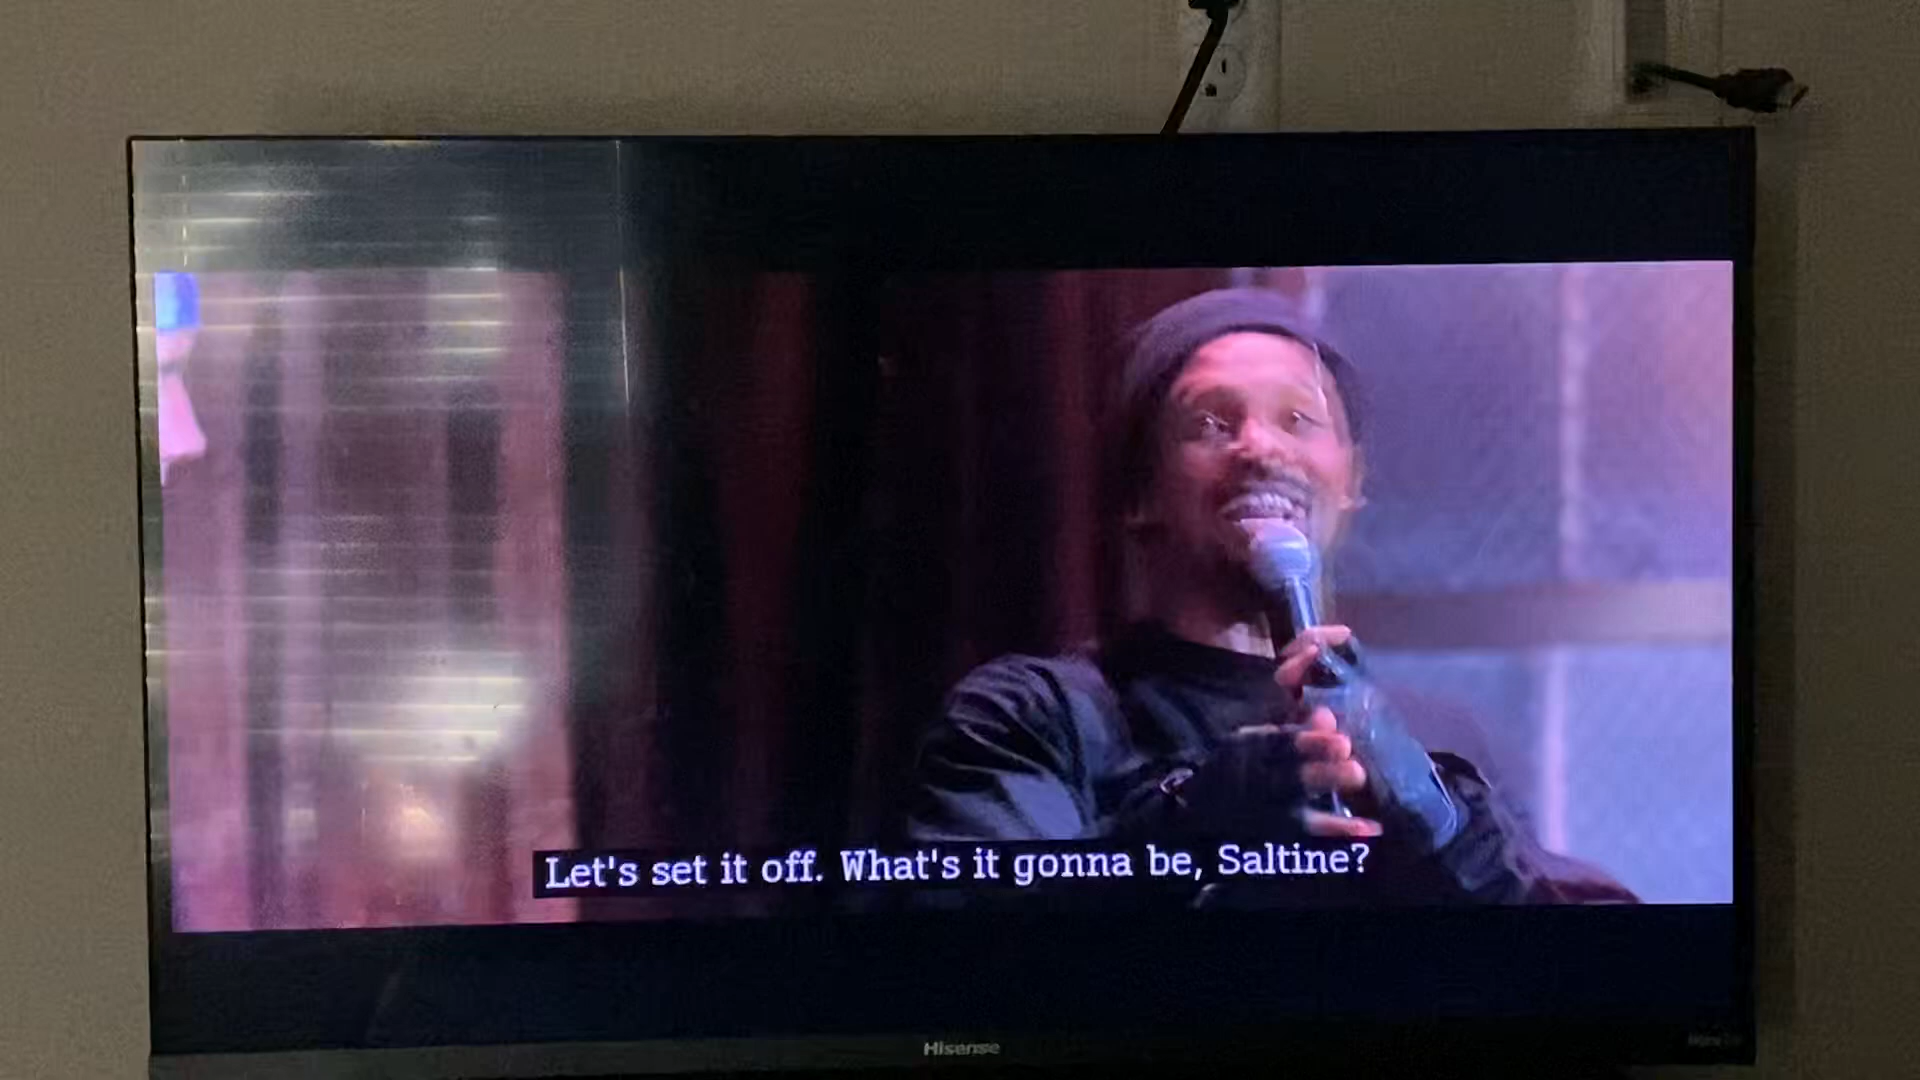 Let's set it off. What's it gonna be, Saltine?
Hisense